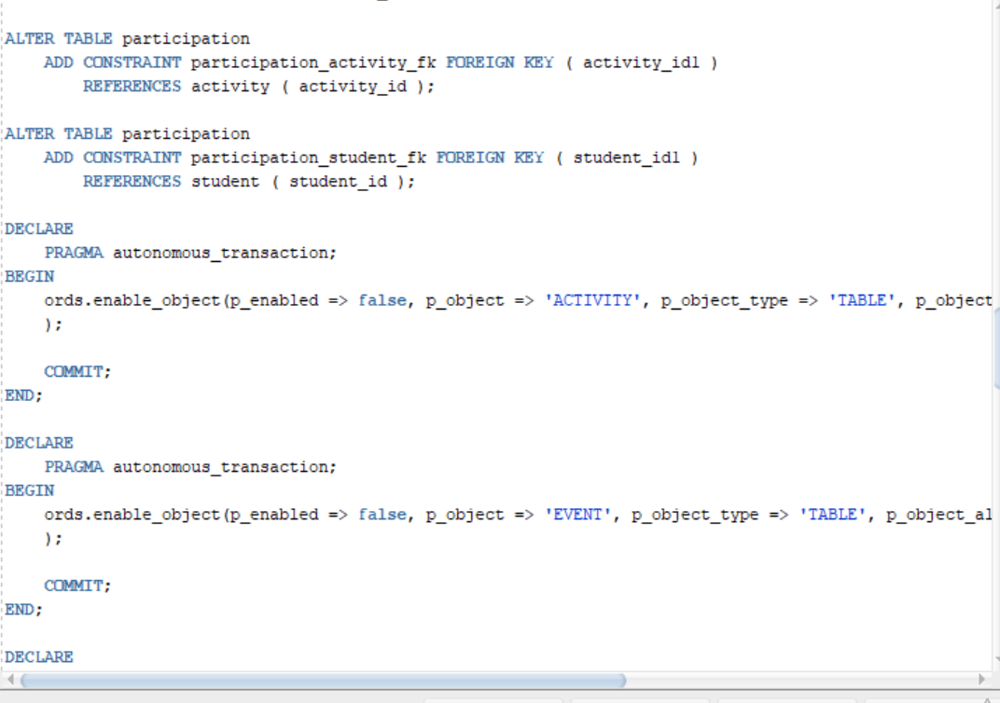 ALTER TABLE participation
    ADD CONSTRAINT participation_activity_fk FOREIGN KEY ( activity_id1 )
        REFERENCES activity ( activity_id );

ALTER TABLE participation
    ADD CONSTRAINT participation_student_fk FOREIGN KEY ( student_id1 )
        REFERENCES student ( student_id );

DECLARE
    PRAGMA autonomous_transaction;
BEGIN
    ords.enable_object(p_enabled => false, p_object => 'ACTIVITY', p_object_type => 'TABLE', p_object
    );

    COMMIT;
END;

DECLARE
    PRAGMA autonomous_transaction;
BEGIN
    ords.enable_object(p_enabled => false, p_object => 'EVENT', p_object_type => 'TABLE', p_object_al
    );

    COMMIT;
END;

DECLARE